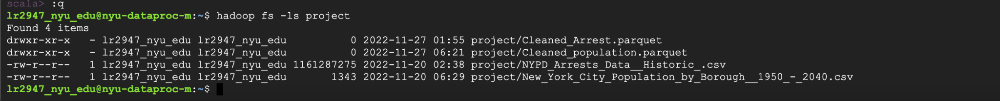 scala> :q
lr2947_nyu_edu@nyu-dataproc-m:~$ hadoop fs -ls project
Found 4 items
drwxr-xr-x   - lr2947_nyu_edu lr2947_nyu_edu          0 2022-11-27 01:55 project/Cleaned_Arrest.parquet
drwxr-xr-x   - lr2947_nyu_edu lr2947_nyu_edu          0 2022-11-27 06:21 project/Cleaned_population.parquet
-rw-r--r--   1 lr2947_nyu_edu lr2947_nyu_edu 1161287275 2022-11-20 02:38 project/NYPD_Arrests_Data__Historic_.csv
-rw-r--r--   1 lr2947_nyu_edu lr2947_nyu_edu       1343 2022-11-20 06:29 project/New_York_City_Population_by_Borough__1950_-_2040.csv
lr2947_nyu_edu@nyu-dataproc-m:~$